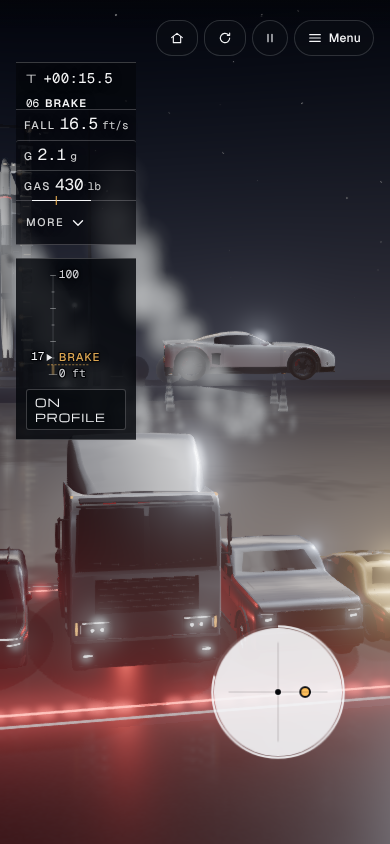 Menu
T +00:15.5
06 BRAKE
FALL 16.5 ft/s
G 2.1 g
GAS 430 lb
MORE
100
17 BRAKE
0 ft
ON
PROFILE